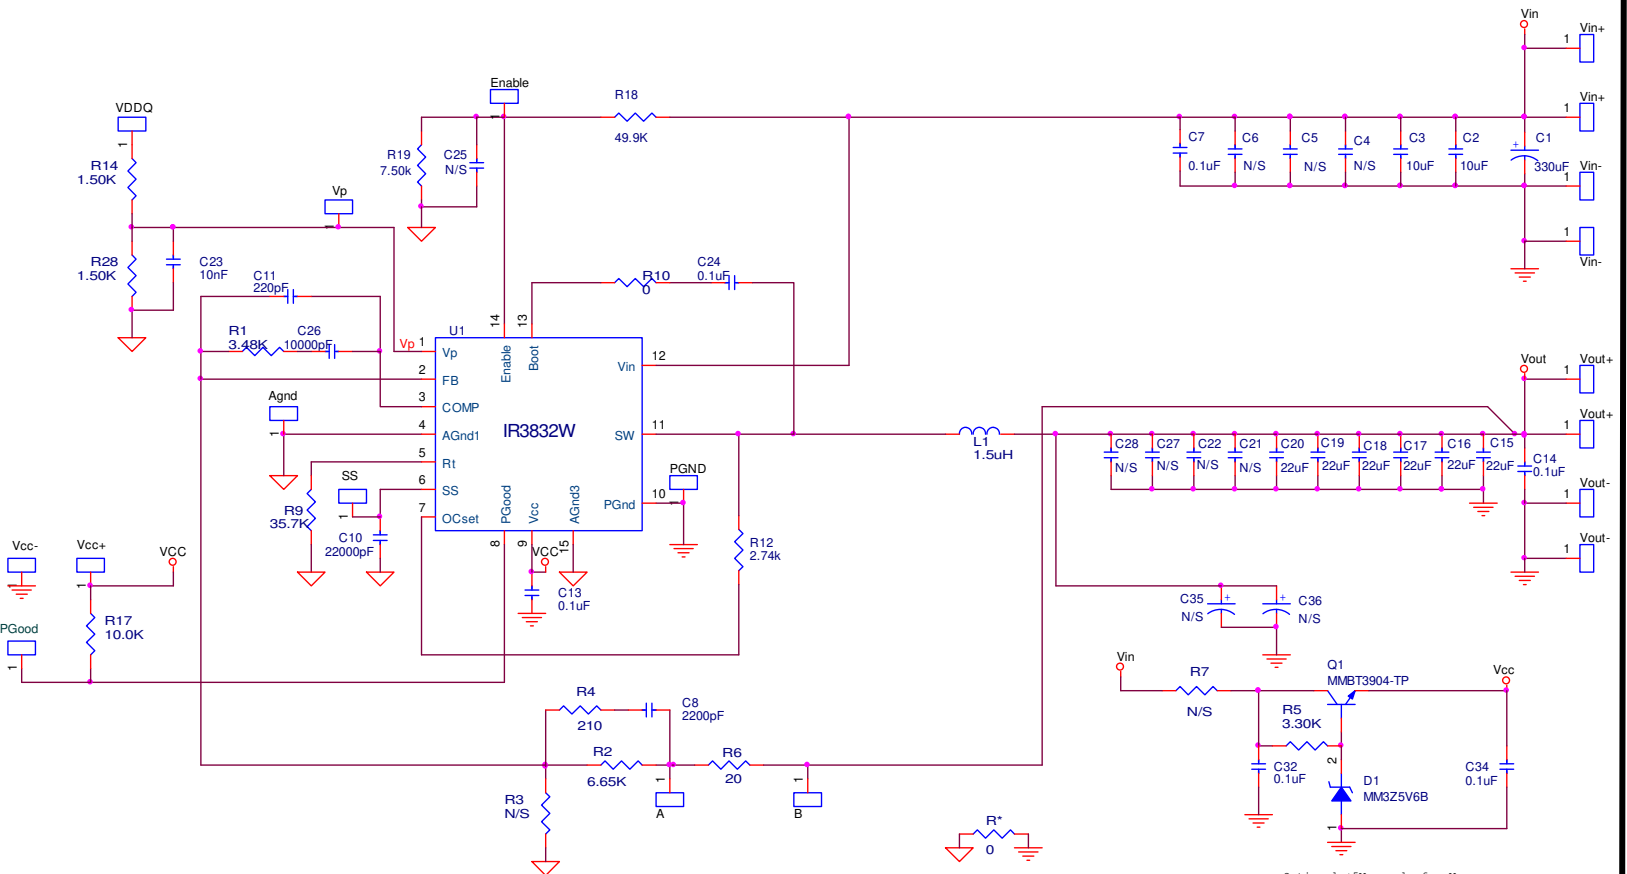 Vin
Vin+
1
Enable
1
R18
49.9K
VDDQ
1
R14
1.50K
R19
7.50k
C25
N/S
C7
0.1uF
C6
N/S
C5
N/S
C4
N/S
C3
10uF
C2
10uF
C1
+
330uF
Vin+
1
Vin-
1
Vin-
1
Vp
1
R28
1.50K
C23
10nF
C11
220pF
R10
0
C24
0.1uF
R1
3.48K
C26
10000pF
Vp
U1
IR3832W
1
Vp
2
FB
3
COMP
4
AGnd1
5
Rt
6
SS
7
OCset
14
Enable
13
Boot
12
Vin
11
SW
10
PGnd
8
PGood
9
Vcc
15
AGnd3
Agnd
1
SS
1
R9
35.7K
C10
22000pF
VCC
C13
0.1uF
PGND
1
R12
2.74k
L1
1.5uH
Vout
Vout+
1
Vout+
1
Vout-
1
Vout-
1
C28
N/S
C27
N/S
C22
N/S
C21
N/S
C20
22uF
C19
22uF
C18
22uF
C17
22uF
C16
22uF
C15
22uF
C14
0.1uF
Vcc-
1
Vcc+
1
VCC
PGood
1
R17
10.0K
C35
+
N/S
C36
+
N/S
R4
210
C8
2200pF
R2
6.65K
R6
20
R3
N/S
1
A
1
B
R*
0
Vin
R7
N/S
Q1
MMBT3904-TP
Vcc
R5
3.30K
C32
0.1uF
2
D1
MM3Z5V6B
1
C34
0.1uF